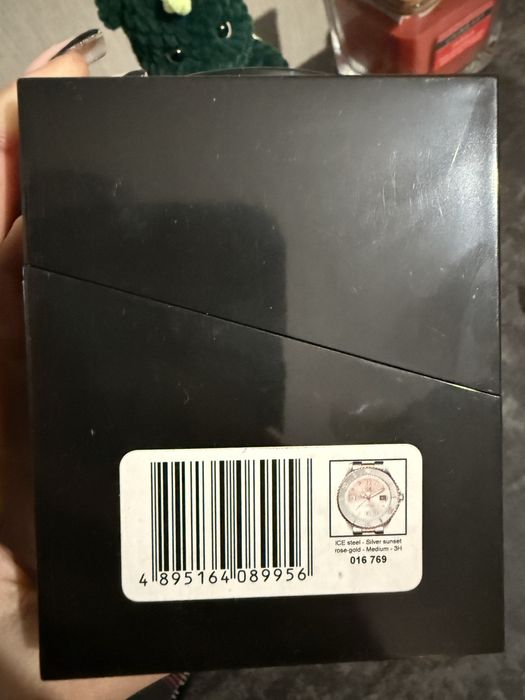 4 895164 089956
ICE steel - Silver sunset
rose-gold - Medium - 3H
016 769